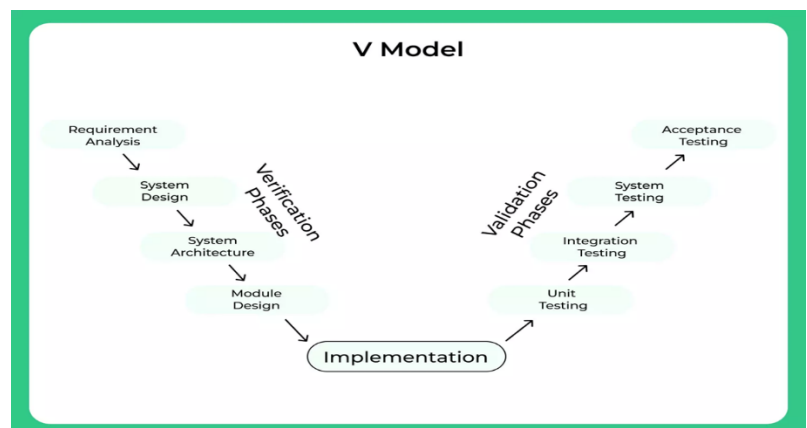 V Model
Requirement
Analysis
System
Design
System
Architecture
Module
Design
Verification
Phases
Implementation
Validation
Phases
Unit
Testing
Integration
Testing
System
Testing
Acceptance
Testing